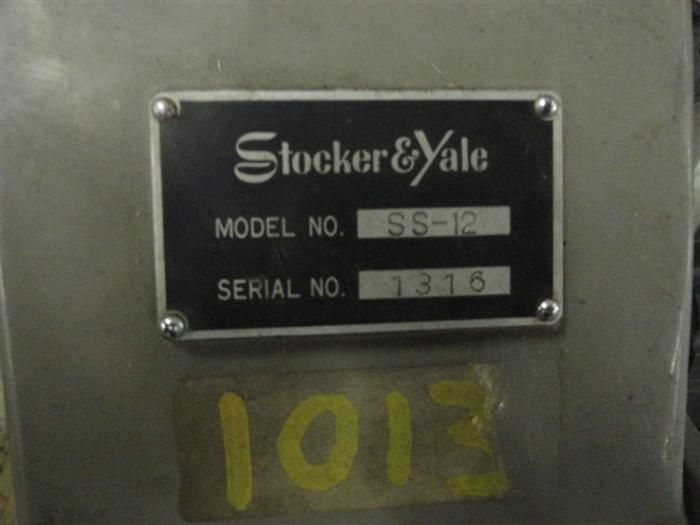 Stocker & Yale
MODEL NO. SS-12
SERIAL NO. 1316
1013